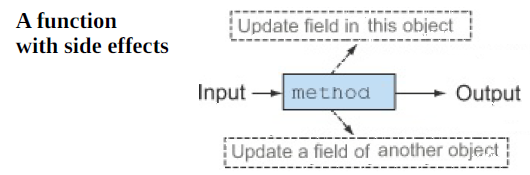 A function
with side effects
Update field in this object
Input
method
Output
Update a field of another object